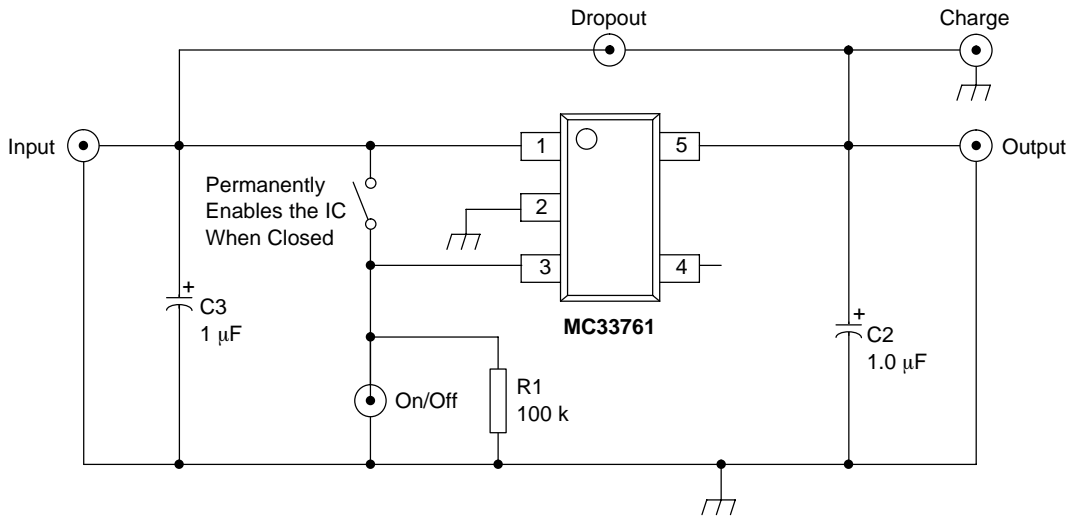 Dropout
Charge
Input
1
5
Output
Permanently
Enables the IC
When Closed
2
3
4
+
C3
1 μF
MC33761
+
C2
1.0 μF
On/Off
R1
100 k